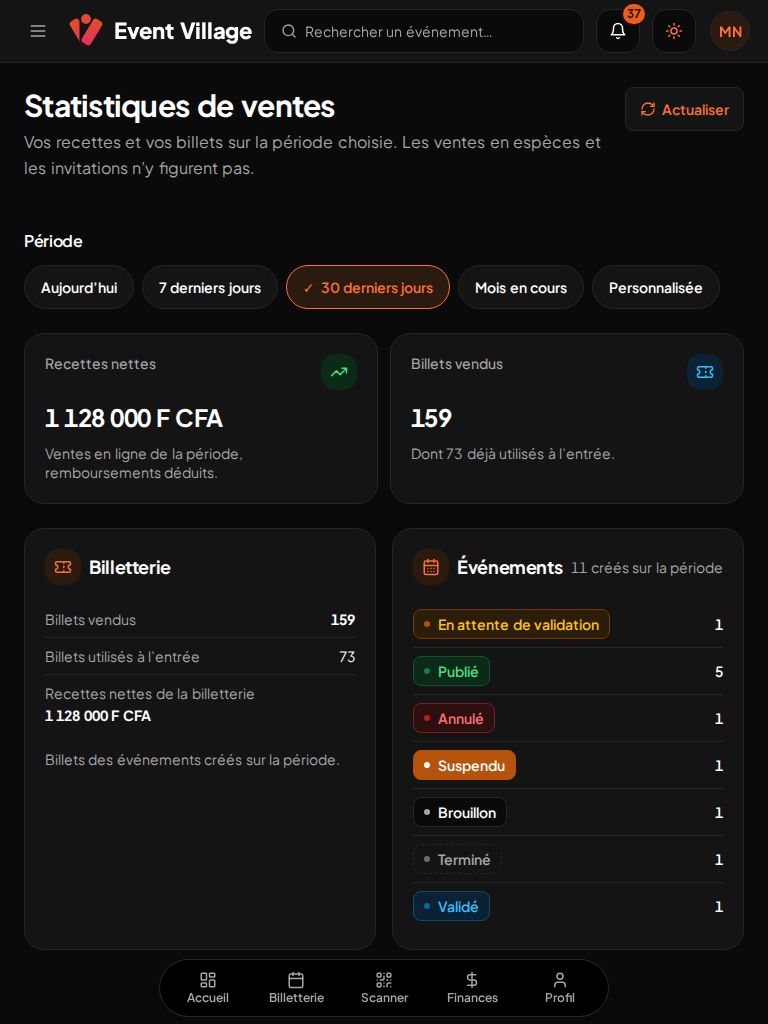 Event Village
Rechercher un événement…
37
MN
Statistiques de ventes
Actualiser
Vos recettes et vos billets sur la période choisie. Les ventes en espèces et
les invitations n'y figurent pas.
Période
Aujourd'hui
7 derniers jours
✓ 30 derniers jours
Mois en cours
Personnalisée
Recettes nettes
1 128 000 F CFA
Ventes en ligne de la période,
remboursements déduits.
Billets vendus
159
Dont 73 déjà utilisés à l'entrée.
Billetterie
Billets vendus 159
Billets utilisés à l'entrée 73
Recettes nettes de la billetterie
1 128 000 F CFA
Billets des événements créés sur la période.
Événements 11 créés sur la période
En attente de validation 1
Publié 5
Annulé 1
Suspendu 1
Brouillon 1
Terminé 1
Validé 1
Accueil
Billetterie
Scanner
Finances
Profil